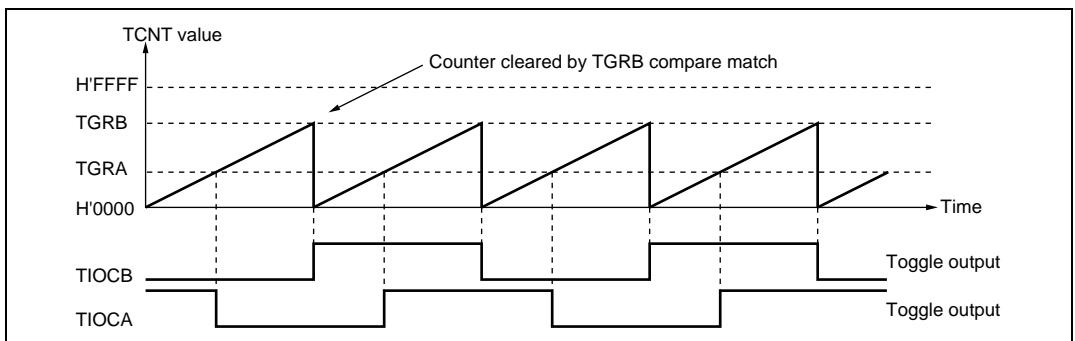 TCNT value
Counter cleared by TGRB compare match
H'FFFF
TGRB
TGRA
H'0000
Time
TIOCB
Toggle output
TIOCA
Toggle output